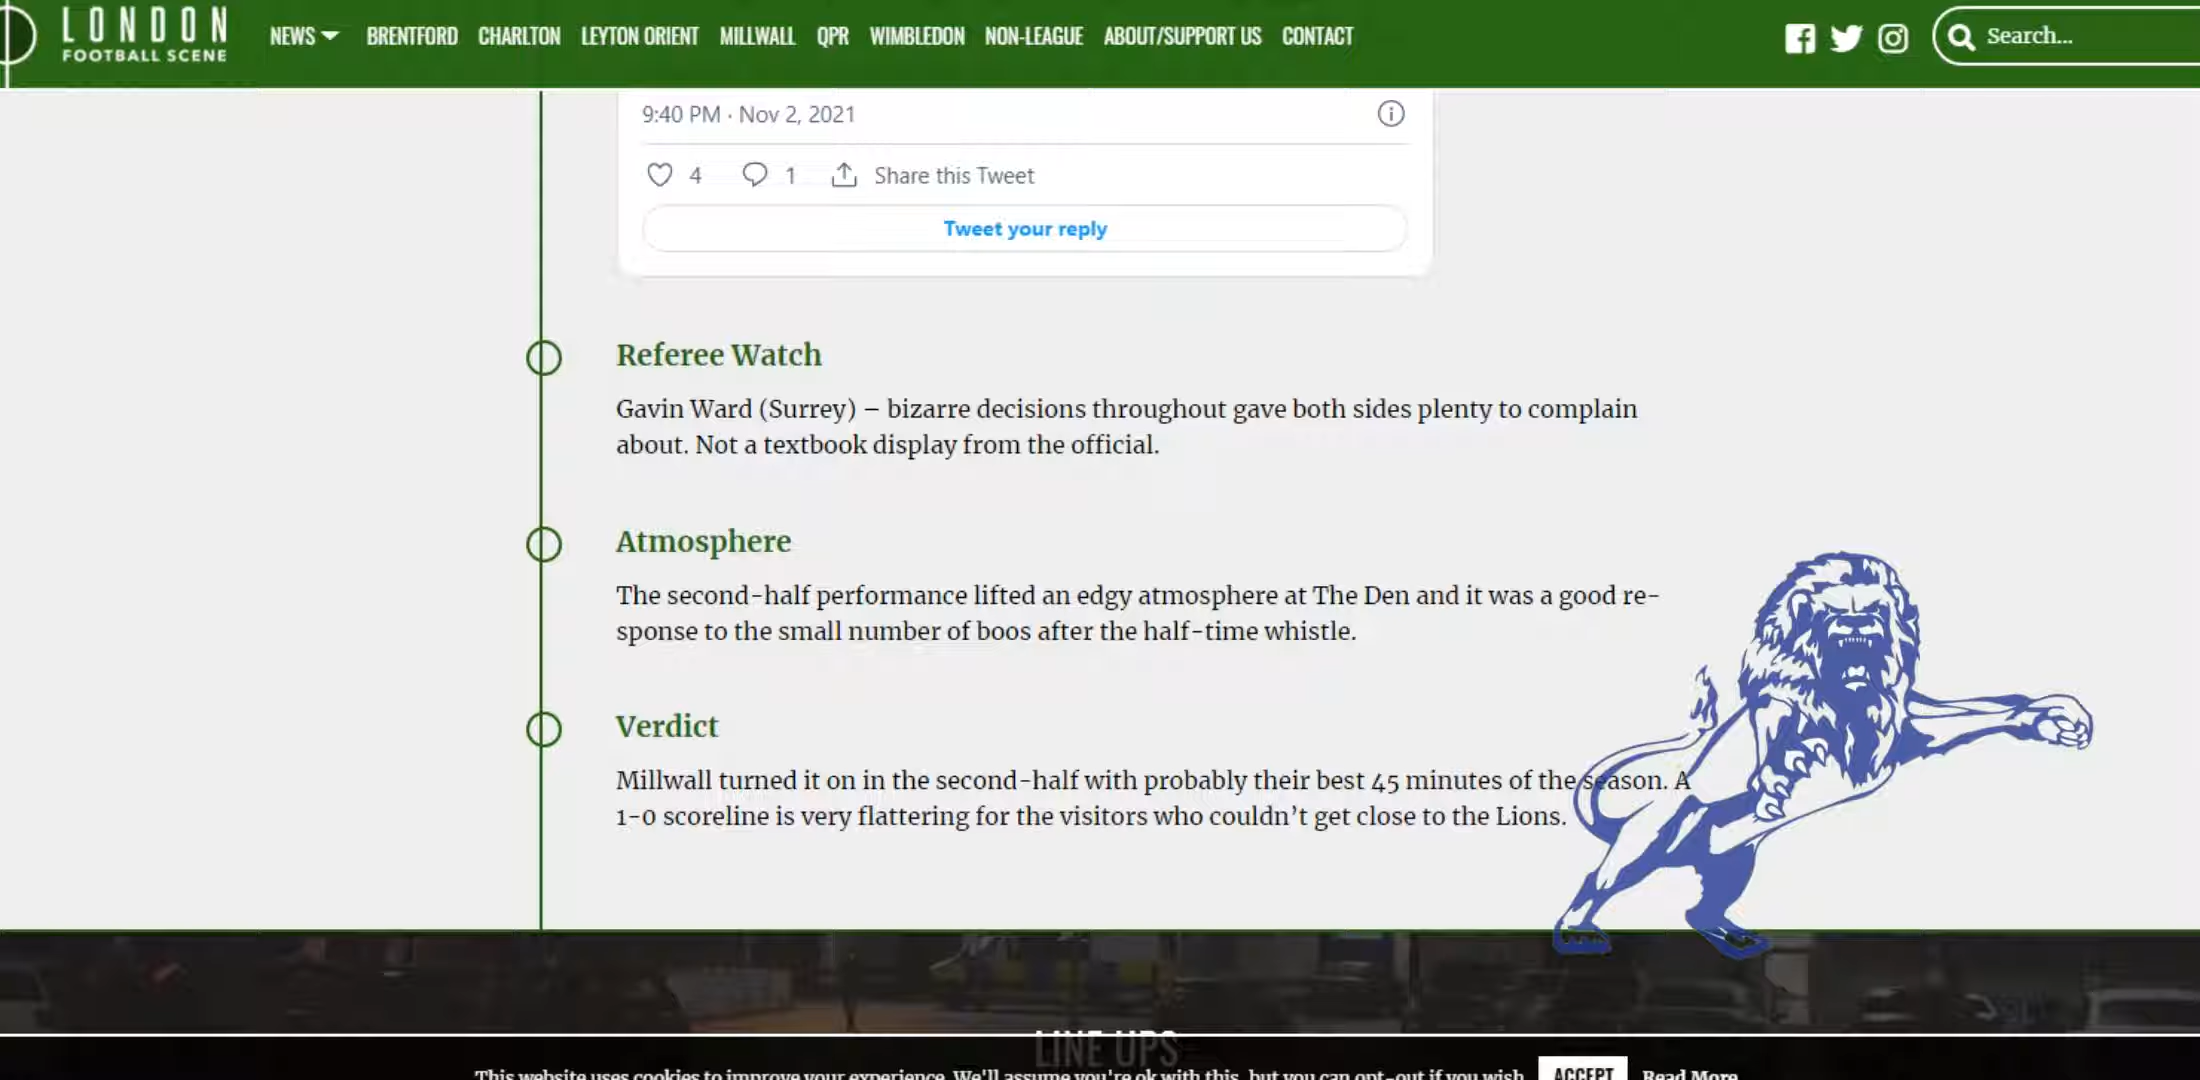 LONDON
FOOTBALL SCENE
NEWS BRENTFORD CHARLTON LEYTON ORIENT MILLWALL QPR WIMBLEDON NON-LEAGUE ABOUT/SUPPORT US CONTACT
Search...
9:40 PM · Nov 2, 2021
4 1 Share this Tweet
Tweet your reply
Referee Watch
Gavin Ward (Surrey) – bizarre decisions throughout gave both sides plenty to complain
about. Not a textbook display from the official.
Atmosphere
The second-half performance lifted an edgy atmosphere at The Den and it was a good re-
sponse to the small number of boos after the half-time whistle.
Verdict
Millwall turned it on in the second-half with probably their best 45 minutes of the season. A
1-0 scoreline is very flattering for the visitors who couldn’t get close to the Lions.
LINE UPS
This website uses cookies to improve your experience. We'll assume you're ok with this, but you can opt-out if you wish. ACCEPT Read More